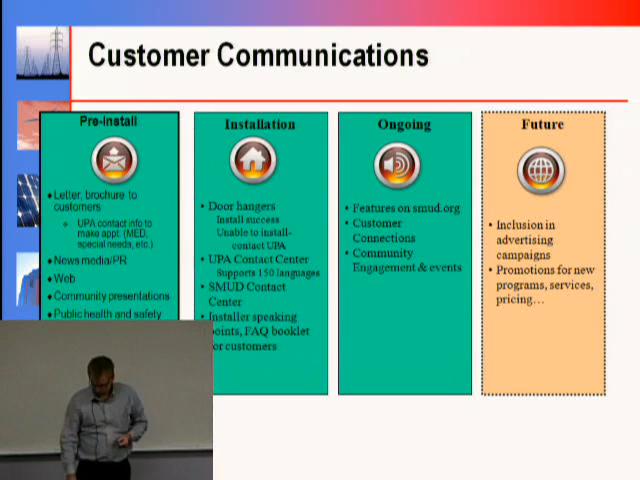 Customer Communications
Pre-install
• Letter, brochure to
customers
UPA contact info to
make appt. (MED,
special needs, etc.)
• News media/PR
• Web
• Community presentations
• Public health and safety
Installation
• Door hangers
Install success
Unable to install-
contact UPA
• UPA Contact Center
Supports 150 languages
• SMUD Contact
Center
• Installer speaking
points, FAQ booklet
for customers
Ongoing
• Features on smud.org
• Customer
Connections
• Community
Engagement & events
Future
• Inclusion in
advertising
campaigns
• Promotions for new
programs, services,
pricing…